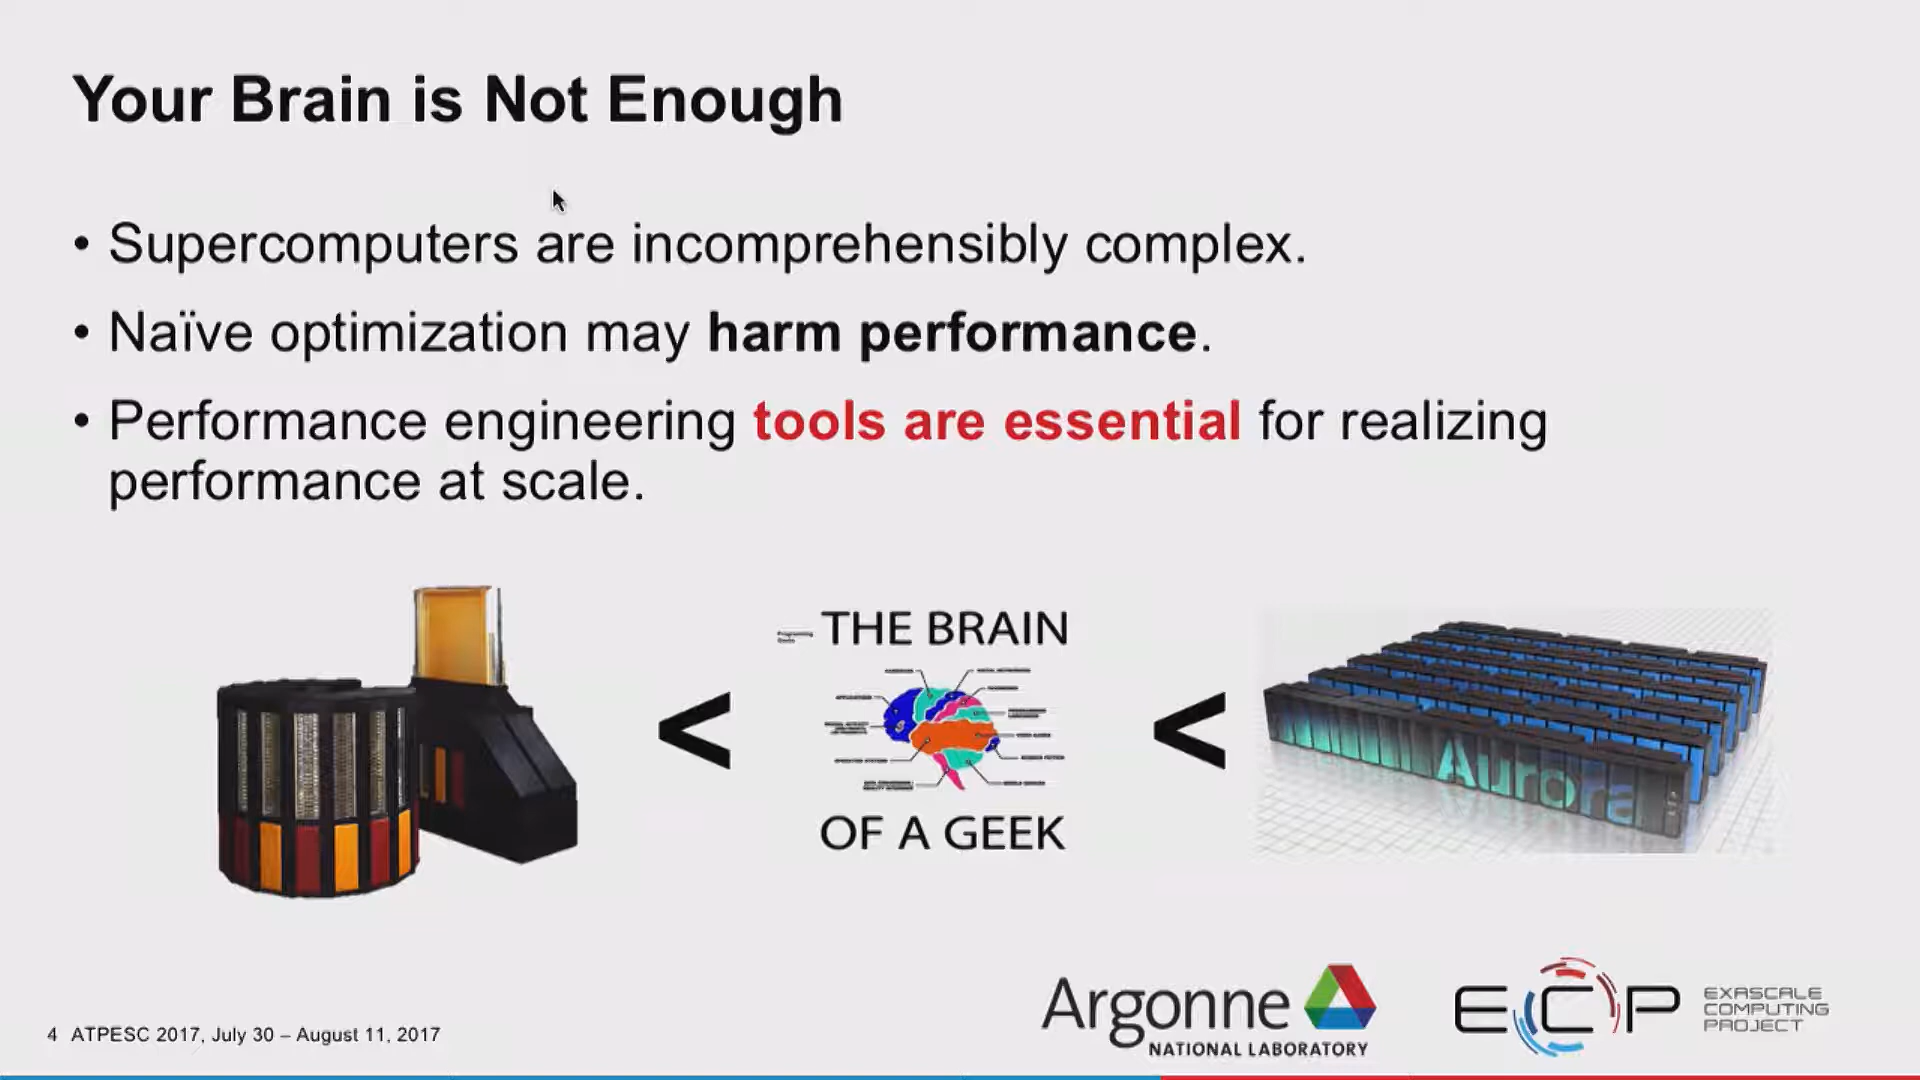 Your Brain is Not Enough
• Supercomputers are incomprehensibly complex.
• Naïve optimization may harm performance.
• Performance engineering tools are essential for realizing
performance at scale.
<
THE BRAIN
OF A GEEK
<
Aurora
Argonne
NATIONAL LABORATORY
ECP
EXASCALE
COMPUTING
PROJECT
4 ATPESC 2017, July 30 – August 11, 2017